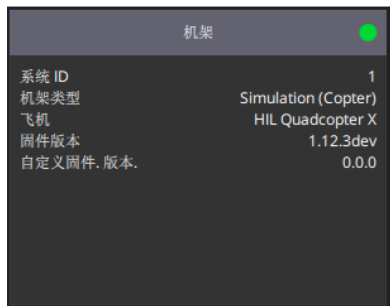 机架
系统 ID 1
机架类型 Simulation (Copter)
飞机 HIL Quadcopter X
固件版本 1.12.3dev
自定义固件. 版本. 0.0.0